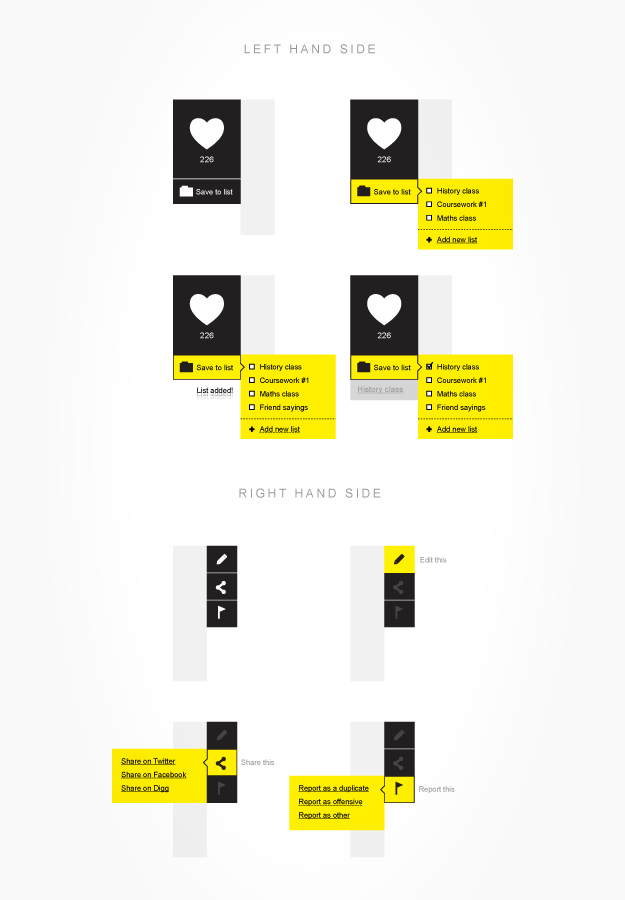 LEFT HAND SIDE
226
Save to list
226
Save to list
History class
Coursework #1
Maths class
Add new list
226
Save to list
List added!
History class
Coursework #1
Maths class
Friend sayings
Add new list
226
Save to list
History class
History class
Coursework #1
Maths class
Friend sayings
Add new list
RIGHT HAND SIDE
Edit this
Share on Twitter
Share on Facebook
Share on Digg
Share this
Report as a duplicate
Report as offensive
Report as other
Report this